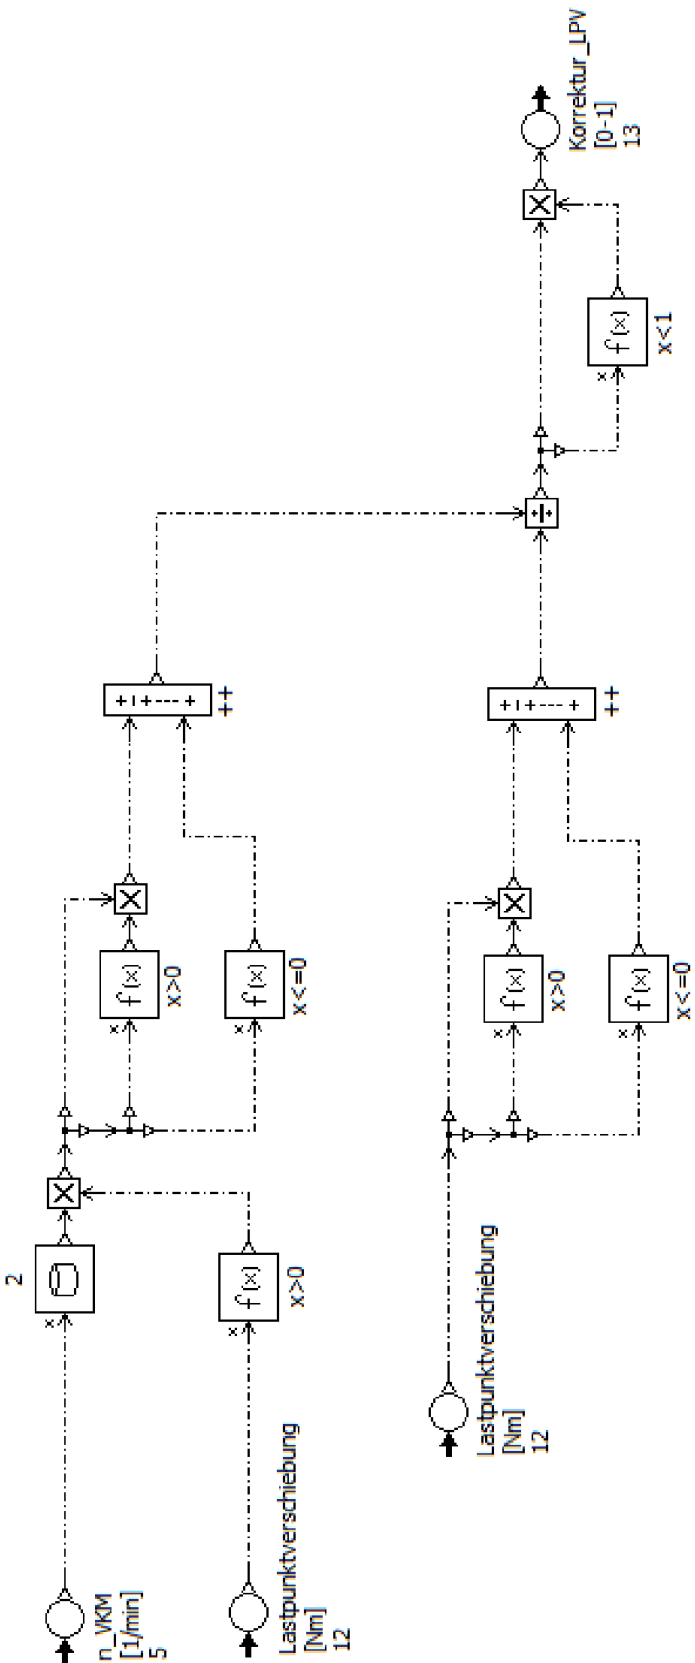 n_VKM
[1/min]
5
Lastpunktverschiebung
[Nm]
12
2
x
x
f(x)
x>0
x
f(x)
x>0
x
f(x)
x<=0
+ı+---+
++
Lastpunktverschiebung
[Nm]
12
x
f(x)
x>0
x
f(x)
x<=0
+ı+---+
++
x
f(x)
x<1
Korrektur_LPV
[0-1]
13